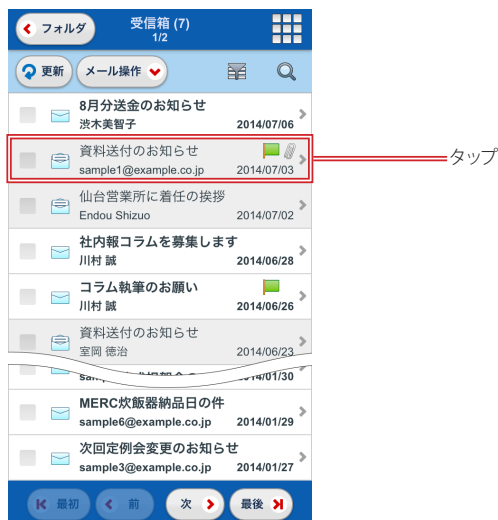 フォルダ
受信箱 (7)
1/2
更新
メール操作
8月分送金のお知らせ
渋木美智子
2014/07/06
資料送付のお知らせ
sample1@example.co.jp
2014/07/03
タップ
仙台営業所に着任の挨拶
Endou Shizuo
2014/07/02
社内報コラムを募集します
川村 誠
2014/06/28
コラム執筆のお願い
川村 誠
2014/06/26
資料送付のお知らせ
室岡 徳治
2014/06/23
2014/01/30
MERC炊飯器納品日の件
sample6@example.co.jp
2014/01/29
次回定例会変更のお知らせ
sample3@example.co.jp
2014/01/27
最初
前
次
最後